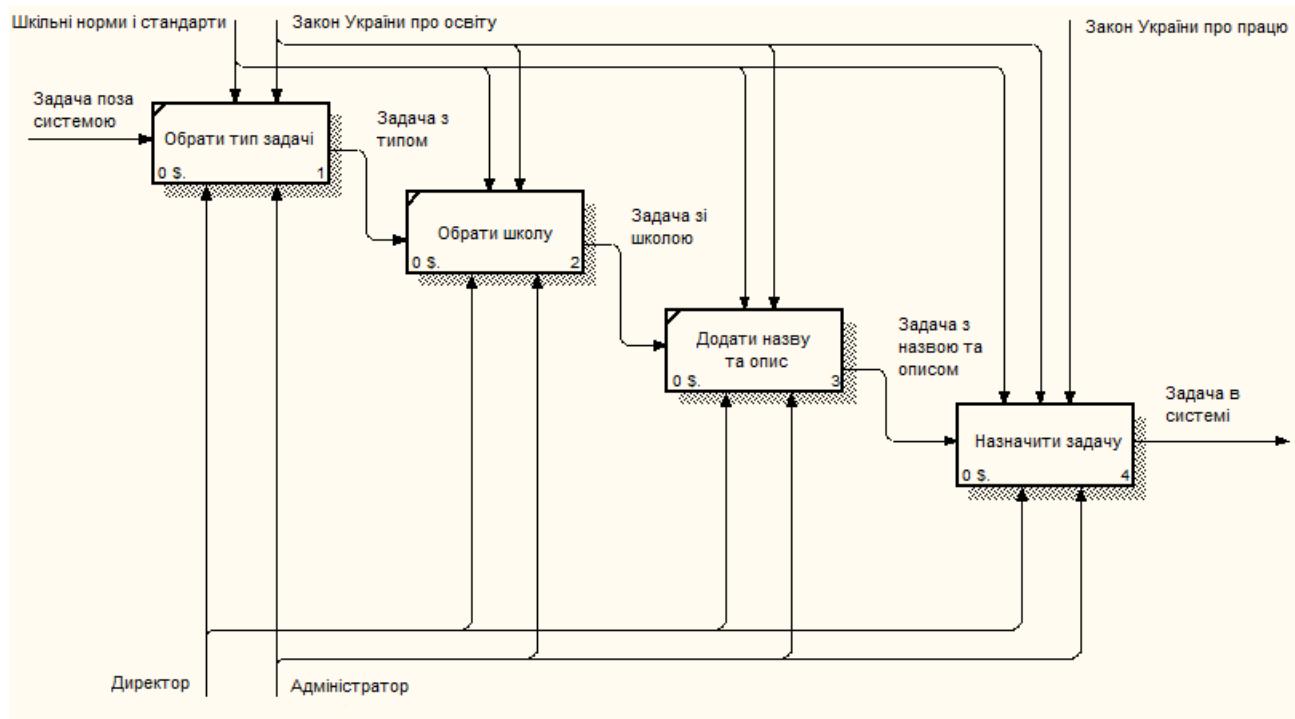 Шкільні норми і стандарти
Закон України про освіту
Закон України про працю
Задача поза
системою
Обрати тип задачі
0 $.
1
Задача з
типом
Обрати школу
0 $.
2
Задача зі
школою
Додати назву
та опис
0 $.
3
Задача з
назвою та
описом
Назначити задачу
0 $.
4
Задача в
системі
Директор
Адміністратор